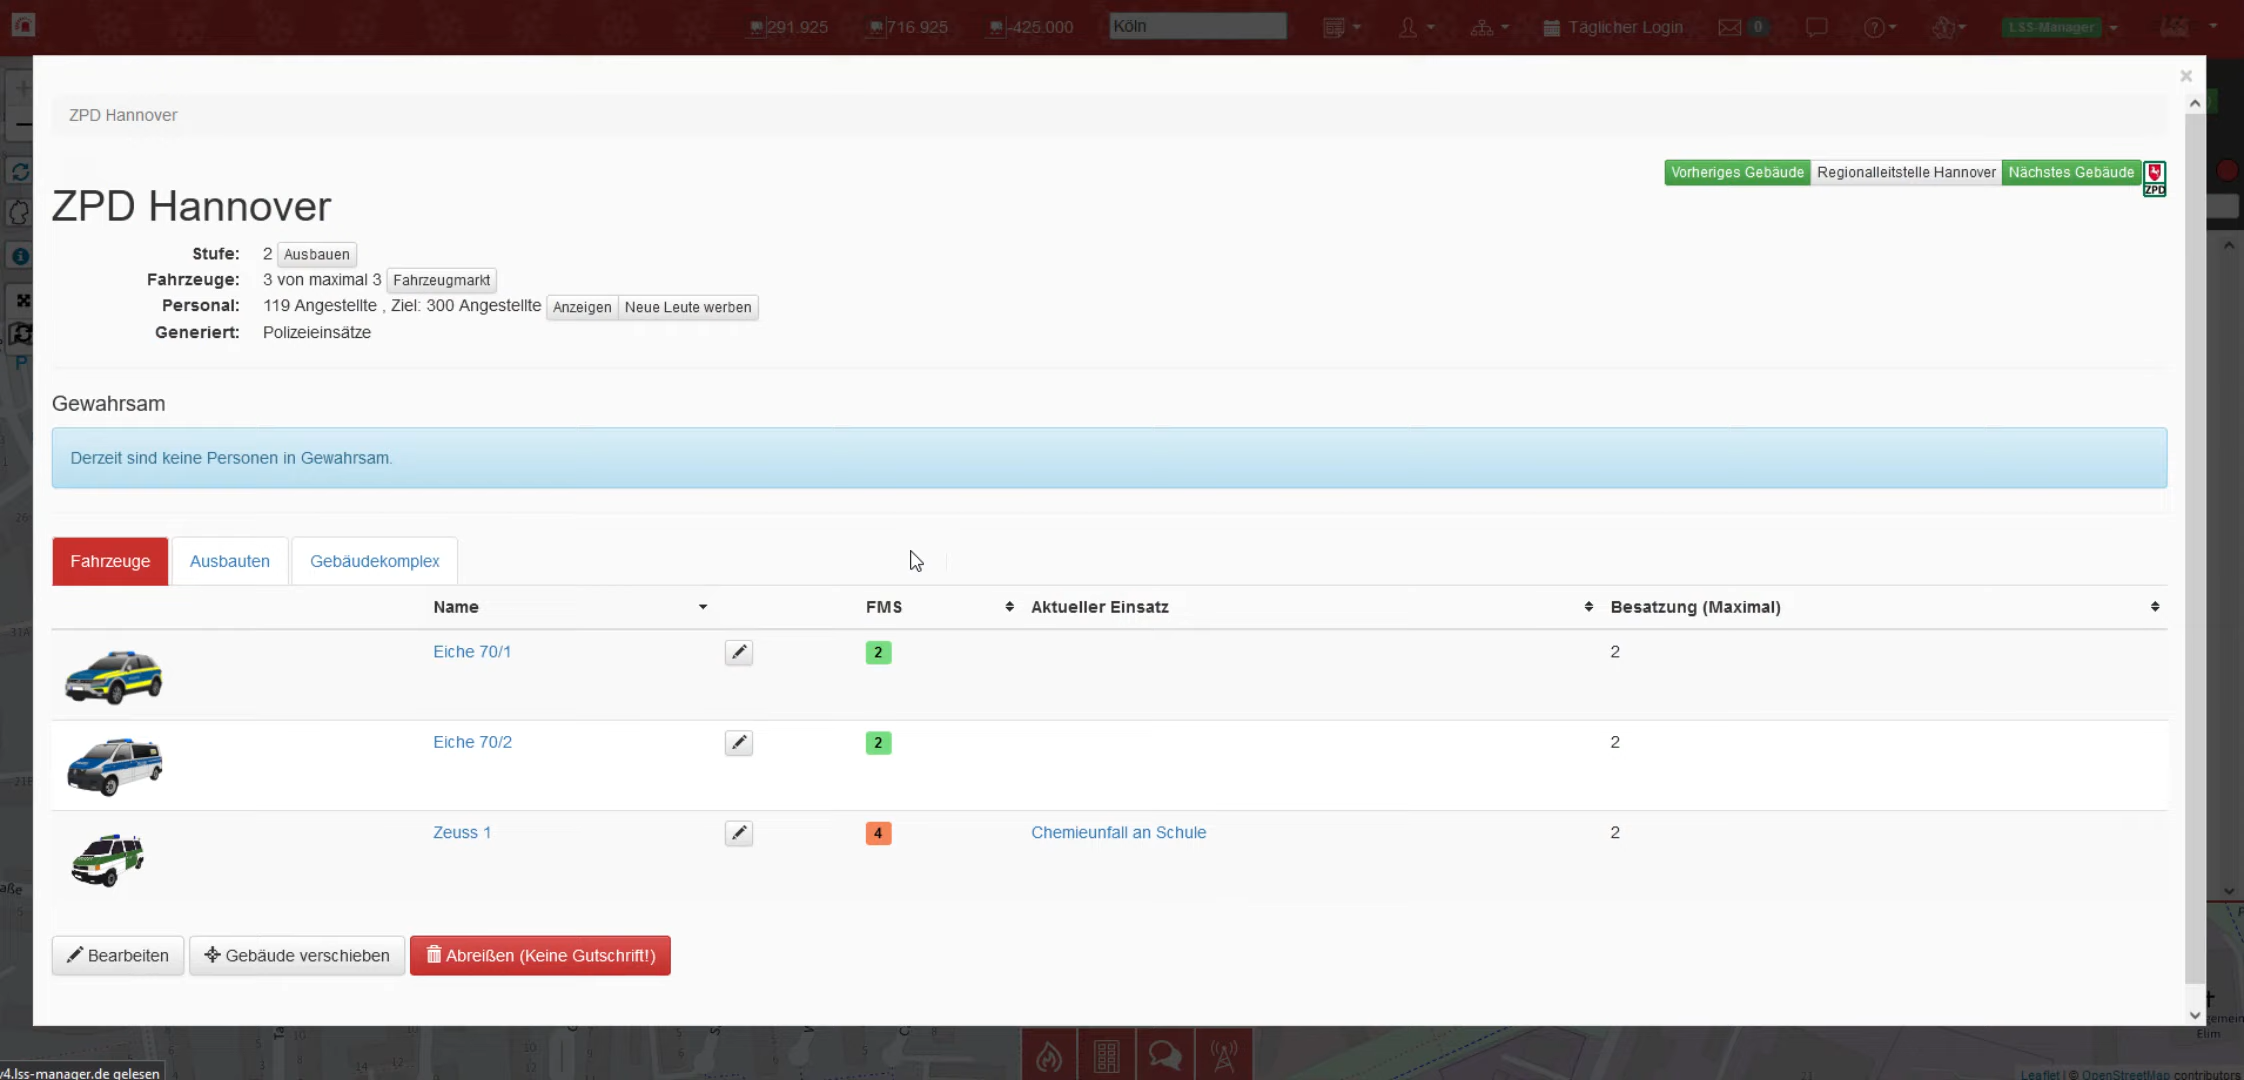 291.925 716.925 -425.000 Köln Täglicher Login 0 LSS-Manager
ZPD Hannover
Vorheriges Gebäude Regionalleitstelle Hannover Nächstes Gebäude ZPD
ZPD Hannover
Stufe: 2 Ausbauen
Fahrzeuge: 3 von maximal 3 Fahrzeugmarkt
Personal: 119 Angestellte , Ziel: 300 Angestellte Anzeigen Neue Leute werben
Generiert: Polizeieinsätze
Gewahrsam
Derzeit sind keine Personen in Gewahrsam.
Fahrzeuge Ausbauten Gebäudekomplex
Name FMS Aktueller Einsatz Besatzung (Maximal)
Eiche 70/1 2 2
Eiche 70/2 2 2
Zeuss 1 4 Chemieunfall an Schule 2
Bearbeiten Gebäude verschieben Abreißen (Keine Gutschrift!)
v4.lss-manager.de gelesen
Leaflet | © OpenStreetMap contributors